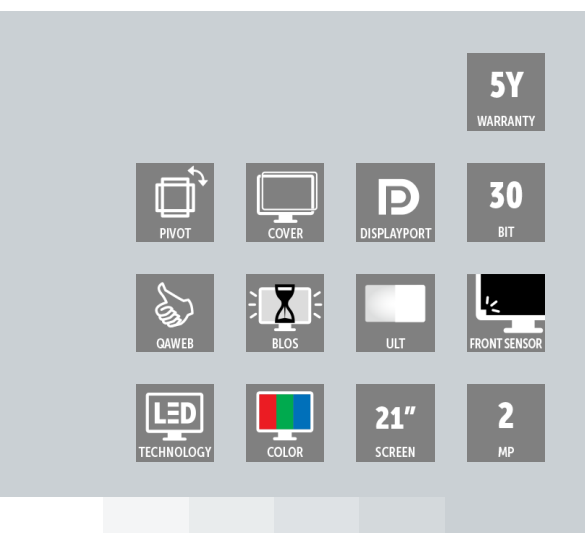 5Y
WARRANTY
PIVOT
COVER
DISPLAYPORT
30
BIT
QAWEB
BLOS
ULT
FRONT SENSOR
LED
TECHNOLOGY
COLOR
21"
SCREEN
2
MP